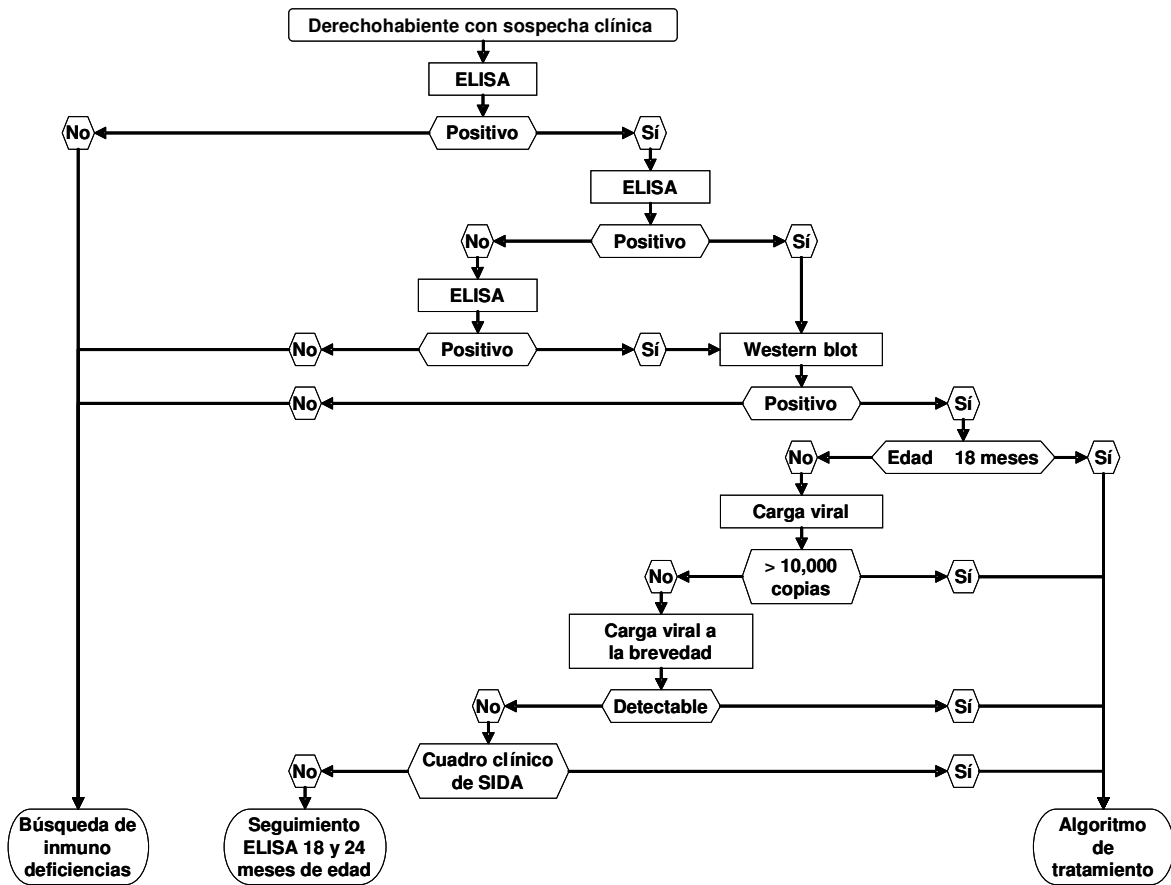 Derechohabiente con sospecha clínica
ELISA
No
Positivo
Sí
ELISA
No
Positivo
Sí
ELISA
No
Positivo
Sí
Western blot
No
Positivo
Sí
No
Edad 18 meses
Sí
Carga viral
No
> 10,000
copias
Sí
Carga viral a
la brevedad
No
Detectable
Sí
No
Cuadro clínico
de SIDA
Sí
Búsqueda de
inmuno
deficiencias
Seguimiento
ELISA 18 y 24
meses de edad
Algoritmo
de
tratamiento